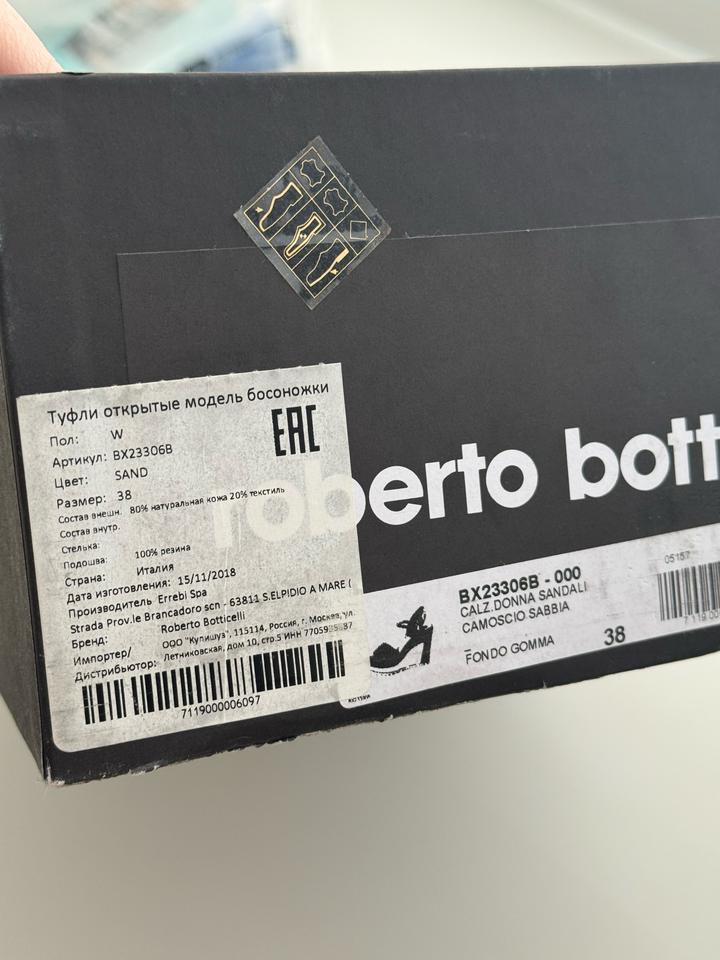 Туфли открытые модель босоножки
Пол: W
Артикул: BX23306B
Цвет: SAND
Размер: 38
Состав внешн. 80% натуральная кожа 20% текстиль
Состав внутр.
Стелька:
Подошва: 100% резина
Страна: Италия
Дата изготовления: 15/11/2018
Производитель Errebi Spa
Strada Prov.le Brancadoro scn - 63811 S.ELPIDIO A MARE (
Бренд: Roberto Botticelli
Импортер/ ООО "Купишуз", 115114, Россия, г. Москва, ул.
Дистрибьютор: Летниковская, дом 10, стр.5 ИНН
7119000006097
EAC
roberto bott
BX23306B - 000
CALZ.DONNA SANDALI
CAMOSCIO SABBIA
FONDO GOMMA 38
05157